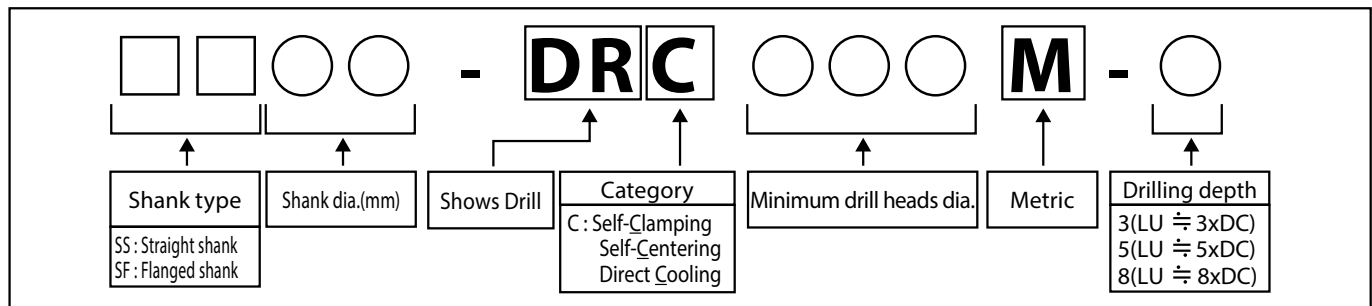 □□○○ - DRC ○○○ M - ○
Shank type
SS : Straight shank
SF : Flanged shank
Shank dia.(mm)
Shows Drill
Category
C : Self-Clamping
Self-Centering
Direct Cooling
Minimum drill heads dia.
Metric
Drilling depth
3(LU ≒ 3xDC)
5(LU ≒ 5xDC)
8(LU ≒ 8xDC)